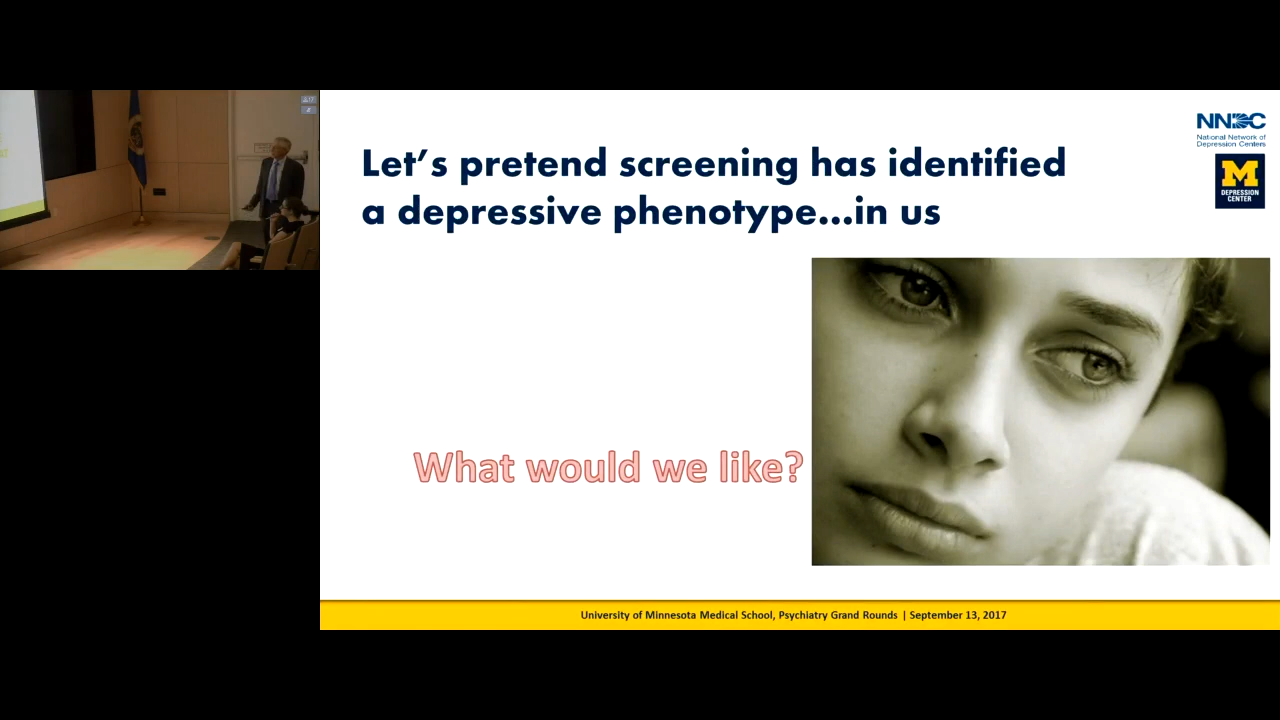 Let's pretend screening has identified
a depressive phenotype...in us
NNDC
National Network of
Depression Centers
M
DEPRESSION
CENTER
What would we like?
University of Minnesota Medical School, Psychiatry Grand Rounds | September 13, 2017